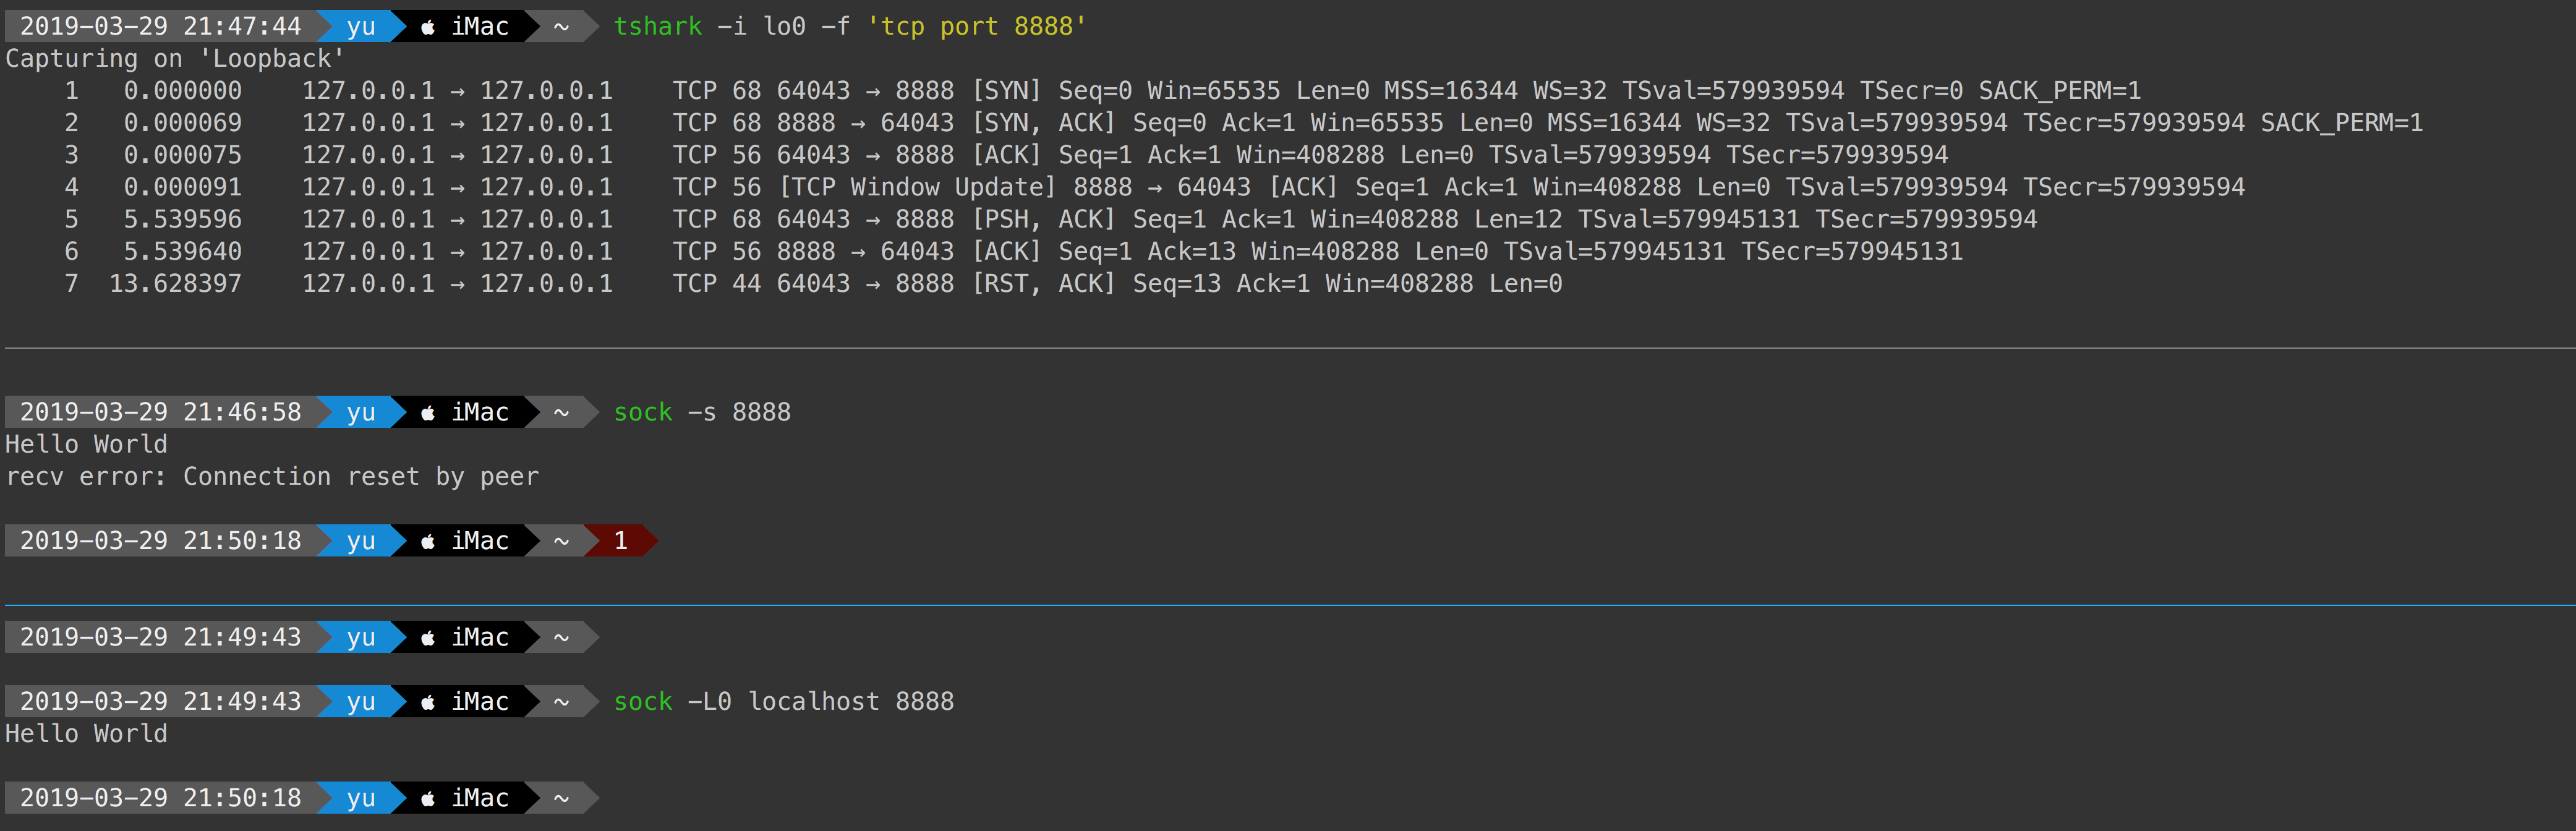 2019-03-29 21:47:44 yu iMac ~ tshark -i lo0 -f 'tcp port 8888'
Capturing on 'Loopback'
1 0.000000 127.0.0.1 → 127.0.0.1 TCP 68 64043 → 8888 [SYN] Seq=0 Win=65535 Len=0 MSS=16344 WS=32 TSval=579939594 TSecr=0 SACK_PERM=1
2 0.000069 127.0.0.1 → 127.0.0.1 TCP 68 8888 → 64043 [SYN, ACK] Seq=0 Ack=1 Win=65535 Len=0 MSS=16344 WS=32 TSval=579939594 TSecr=579939594 SACK_PERM=1
3 0.000075 127.0.0.1 → 127.0.0.1 TCP 56 64043 → 8888 [ACK] Seq=1 Ack=1 Win=408288 Len=0 TSval=579939594 TSecr=579939594
4 0.000091 127.0.0.1 → 127.0.0.1 TCP 56 [TCP Window Update] 8888 → 64043 [ACK] Seq=1 Ack=1 Win=408288 Len=0 TSval=579939594 TSecr=579939594
5 5.539596 127.0.0.1 → 127.0.0.1 TCP 68 64043 → 8888 [PSH, ACK] Seq=1 Ack=1 Win=408288 Len=12 TSval=579945131 TSecr=579939594
6 5.539640 127.0.0.1 → 127.0.0.1 TCP 56 8888 → 64043 [ACK] Seq=1 Ack=13 Win=408288 Len=0 TSval=579945131 TSecr=579945131
7 13.628397 127.0.0.1 → 127.0.0.1 TCP 44 64043 → 8888 [RST, ACK] Seq=13 Ack=1 Win=408288 Len=0
2019-03-29 21:46:58 yu iMac ~ sock -s 8888
Hello World
recv error: Connection reset by peer
2019-03-29 21:50:18 yu iMac ~ 1
2019-03-29 21:49:43 yu iMac ~
2019-03-29 21:49:43 yu iMac ~ sock -L0 localhost 8888
Hello World
2019-03-29 21:50:18 yu iMac ~